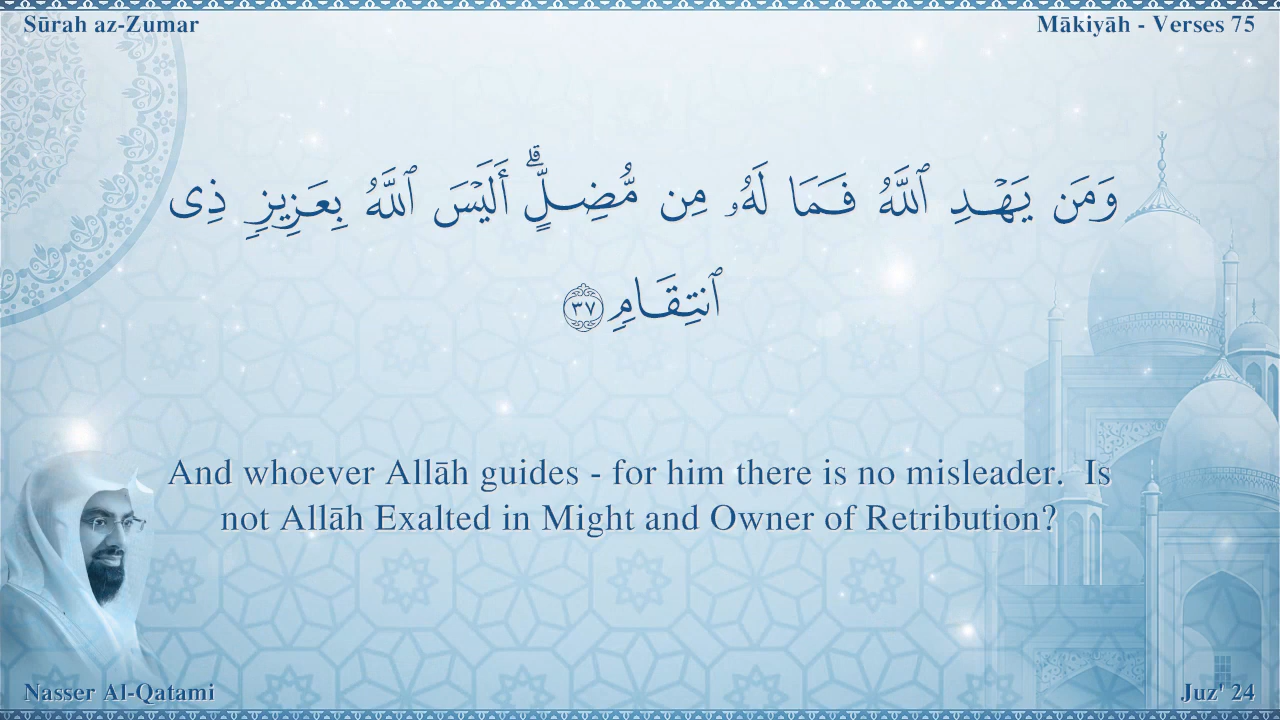 Sūrah az-Zumar
Mākiyāh - Verses 75
وَمَن يَهْدِ ٱللَّهُ فَمَا لَهُۥ مِن مُّضِلٍّ ۗ أَلَيْسَ ٱللَّهُ بِعَزِيزٍ ذِى
ٱنتِقَامٍ ٣٧
And whoever Allāh guides - for him there is no misleader. Is
not Allāh Exalted in Might and Owner of Retribution?
Nasser Al-Qatami
Juz' 24